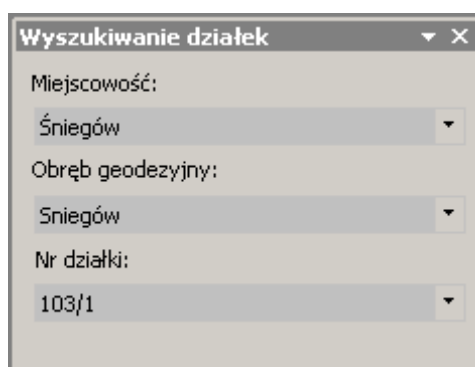 Wyszukiwanie działek
Miejscowość:
Śniegów
Obręb geodezyjny:
Sniegów
Nr działki:
103/1